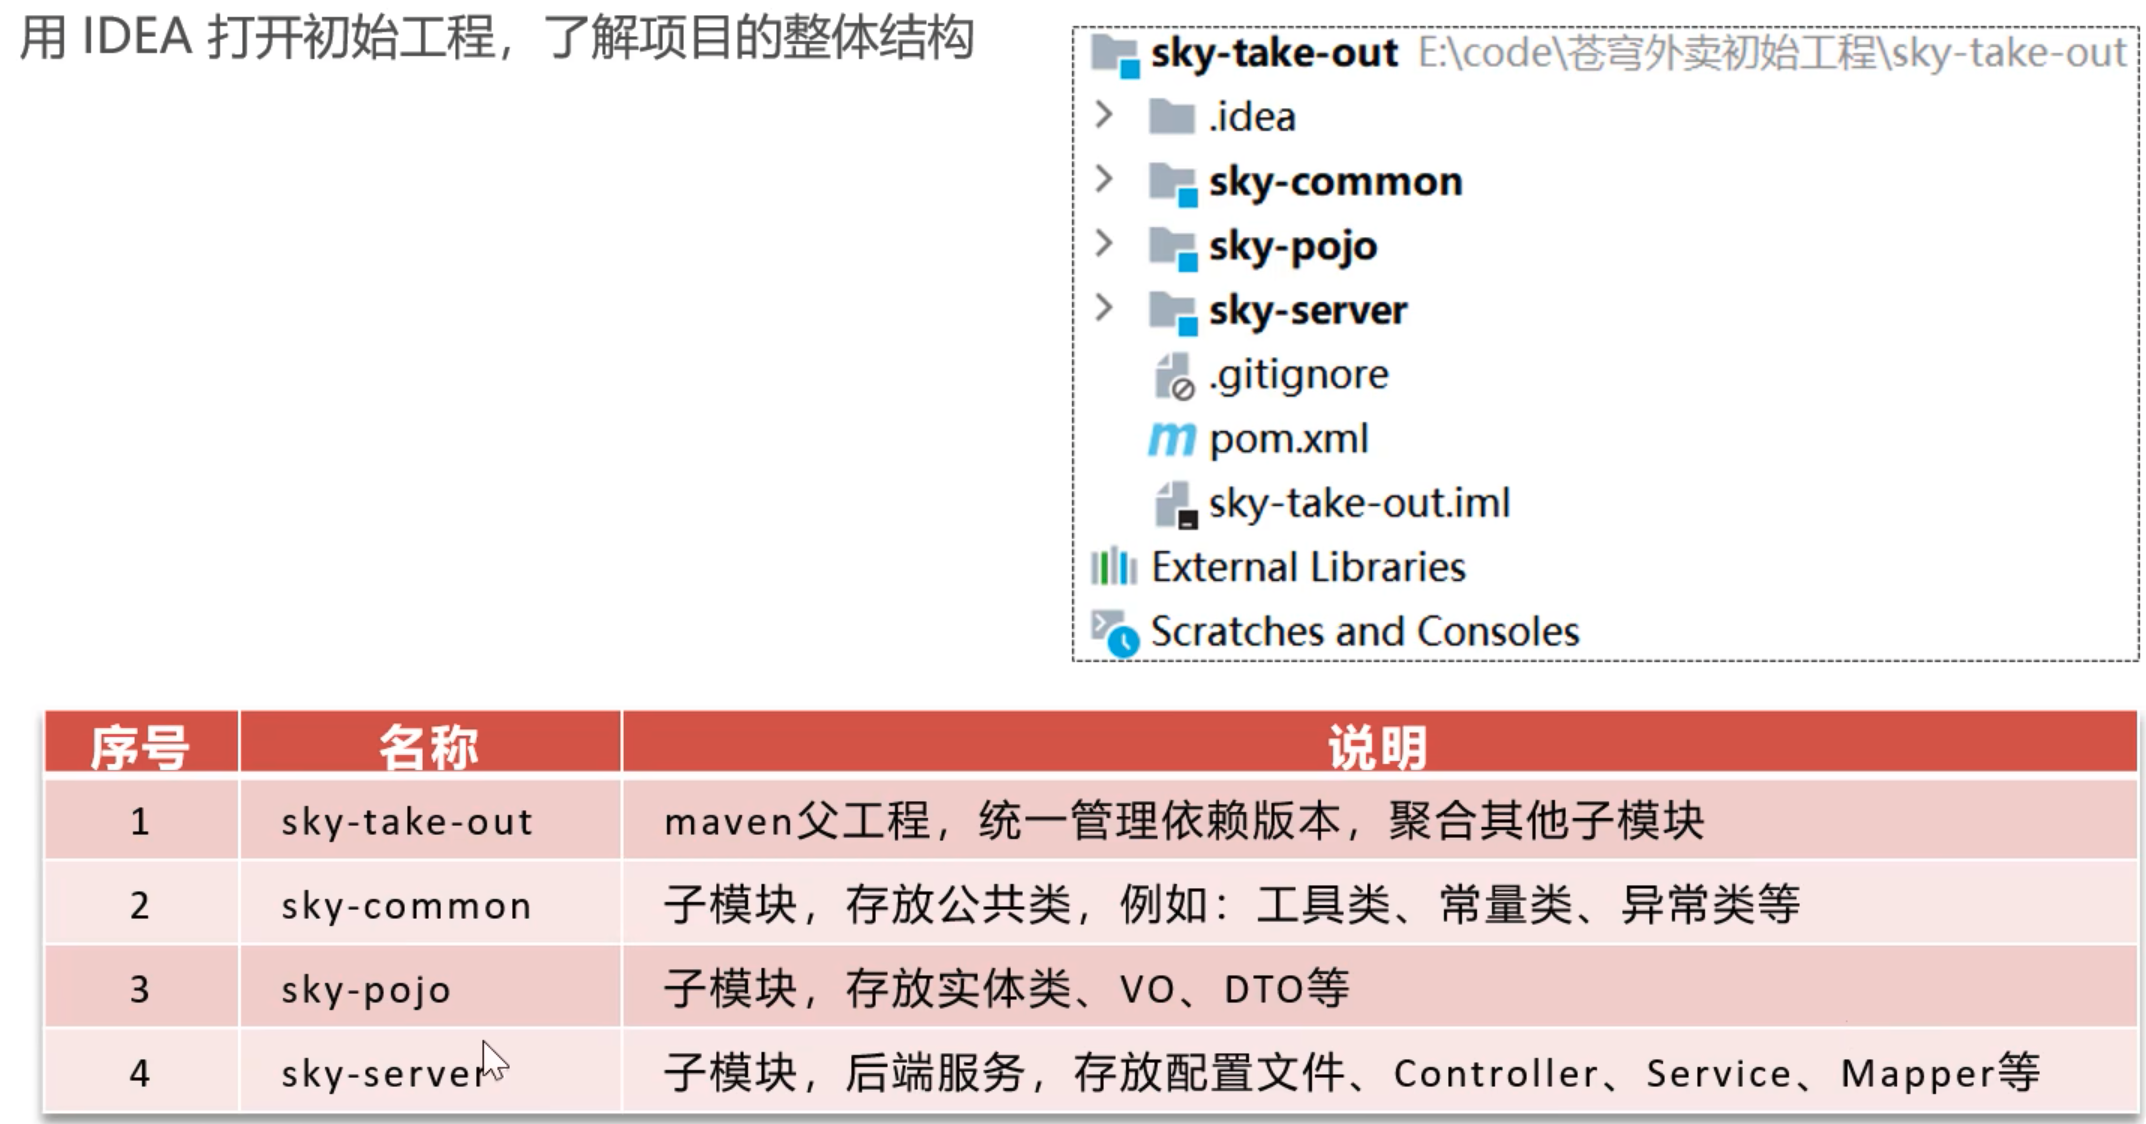 用 IDEA 打开初始工程，了解项目的整体结构
sky-take-out E:\code\苍穹外卖初始工程\sky-take-out
.idea
sky-common
sky-pojo
sky-server
.gitignore
pom.xml
sky-take-out.iml
External Libraries
Scratches and Consoles
序号 名称 说明
1 sky-take-out maven父工程，统一管理依赖版本，聚合其他子模块
2 sky-common 子模块，存放公共类，例如：工具类、常量类、异常类等
3 sky-pojo 子模块，存放实体类、VO、DTO等
4 sky-server 子模块，后端服务，存放配置文件、Controller、Service、Mapper等